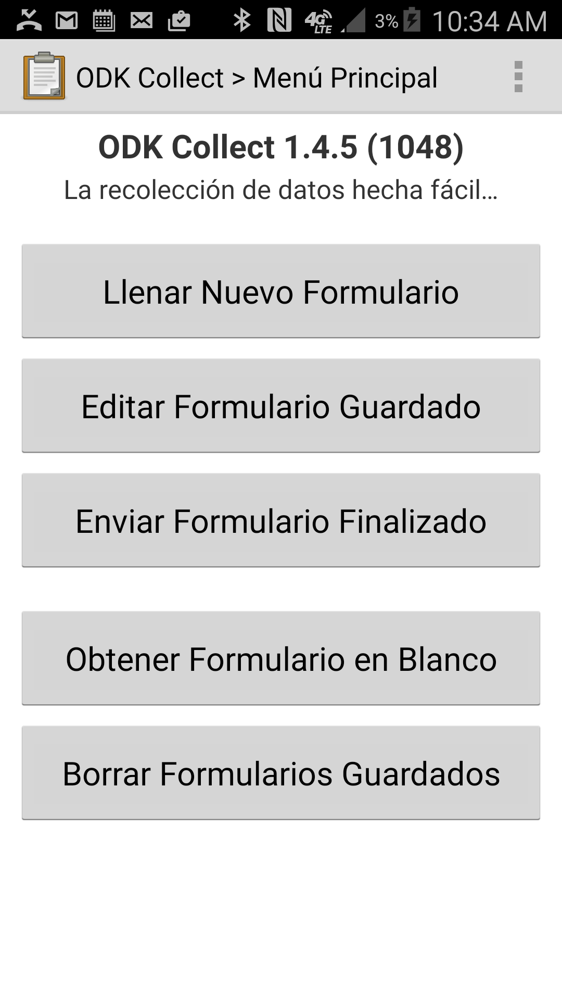 4G LTE 3% 10:34 AM
ODK Collect > Menú Principal
ODK Collect 1.4.5 (1048)
La recolección de datos hecha fácil...
Llenar Nuevo Formulario
Editar Formulario Guardado
Enviar Formulario Finalizado
Obtener Formulario en Blanco
Borrar Formularios Guardados